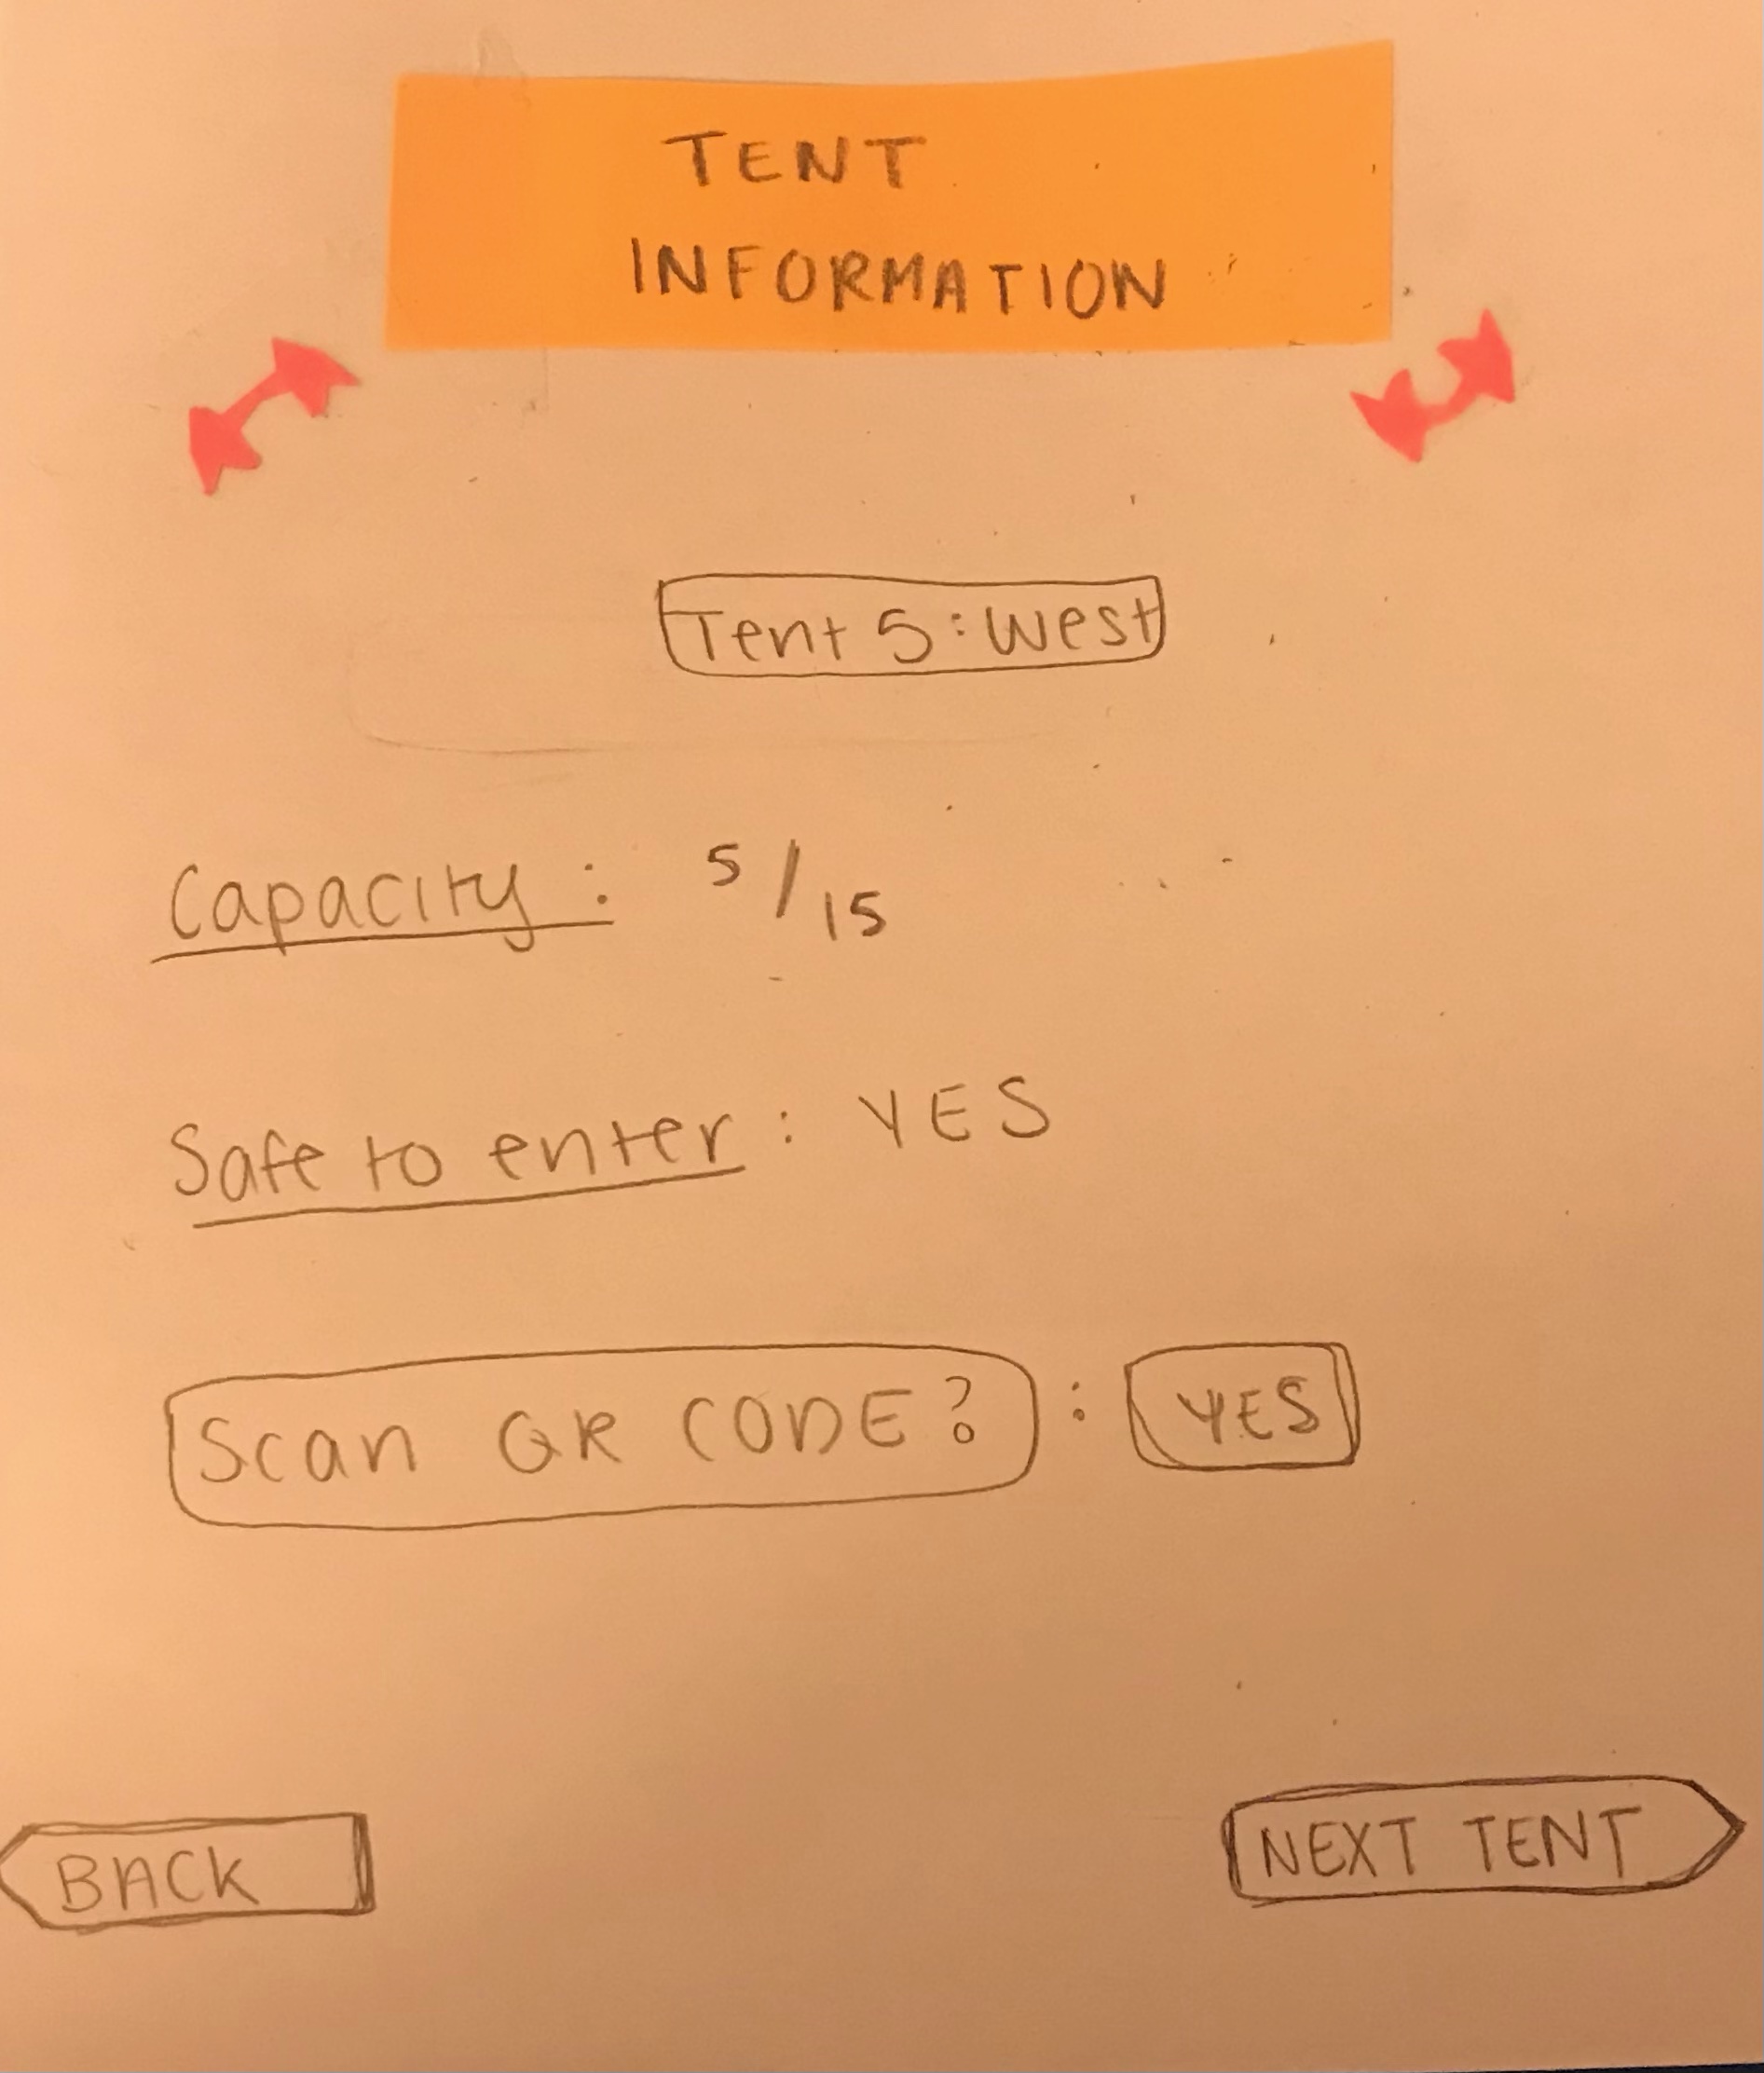 TENT
INFORMATION
Tent 5: West
Capacity: 5/15
Safe to enter: YES
Scan QR CODE? : YES
BACK
NEXT TENT